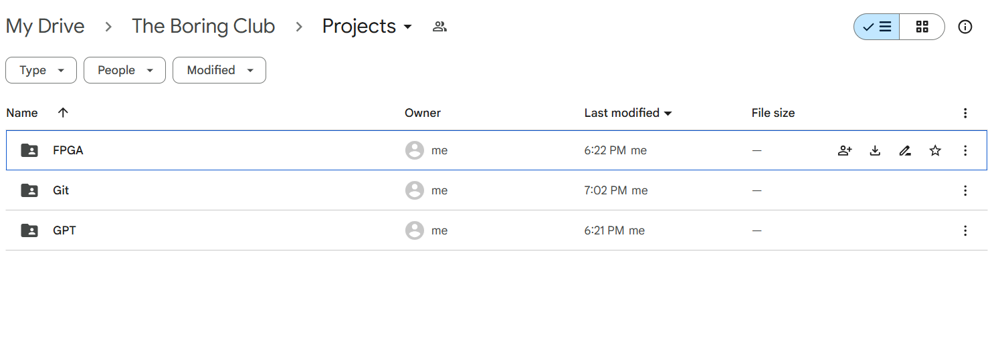 My Drive > The Boring Club > Projects
Type People Modified
Name Owner Last modified File size
FPGA me 6:22 PM me —
Git me 7:02 PM me —
GPT me 6:21 PM me —